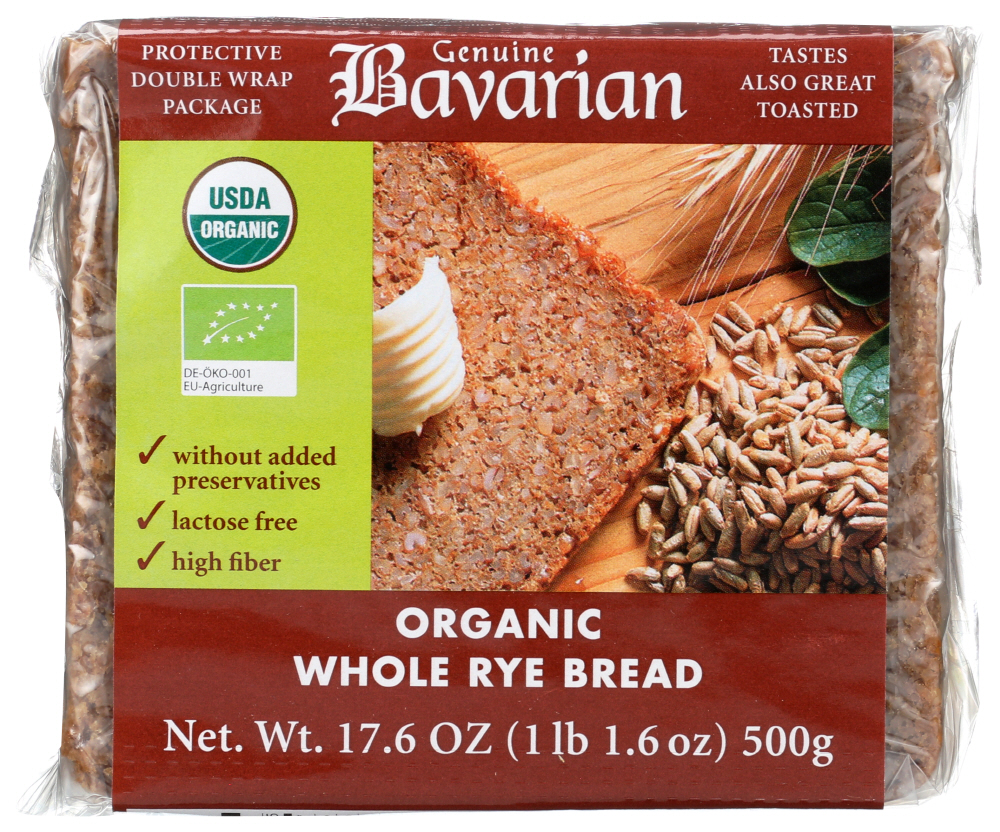 PROTECTIVE
DOUBLE WRAP
PACKAGE
Genuine
Bavarian
TASTES
ALSO GREAT
TOASTED
USDA
ORGANIC
DE-ÖKO-001
EU-Agriculture
without added
preservatives
lactose free
high fiber
ORGANIC
WHOLE RYE BREAD
Net. Wt. 17.6 OZ (1 lb 1.6 oz) 500g